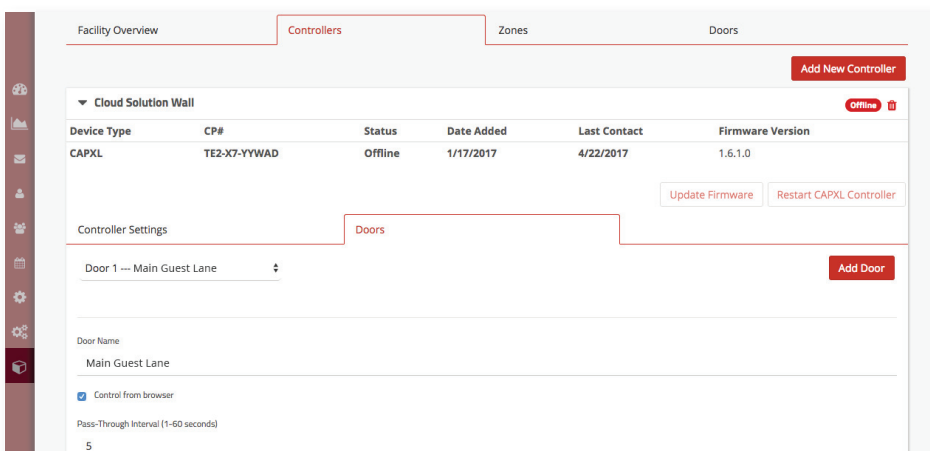 Facility Overview Controllers Zones Doors
Add New Controller
Cloud Solution Wall Offline
Device Type CP# Status Date Added Last Contact Firmware Version
CAPXL TE2-X7-YYWAD Offline 1/17/2017 4/22/2017 1.6.1.0
Update Firmware Restart CAPXL Controller
Controller Settings Doors
Door 1 --- Main Guest Lane Add Door
Door Name
Main Guest Lane
Control from browser
Pass-Through Interval (1-60 seconds)
5